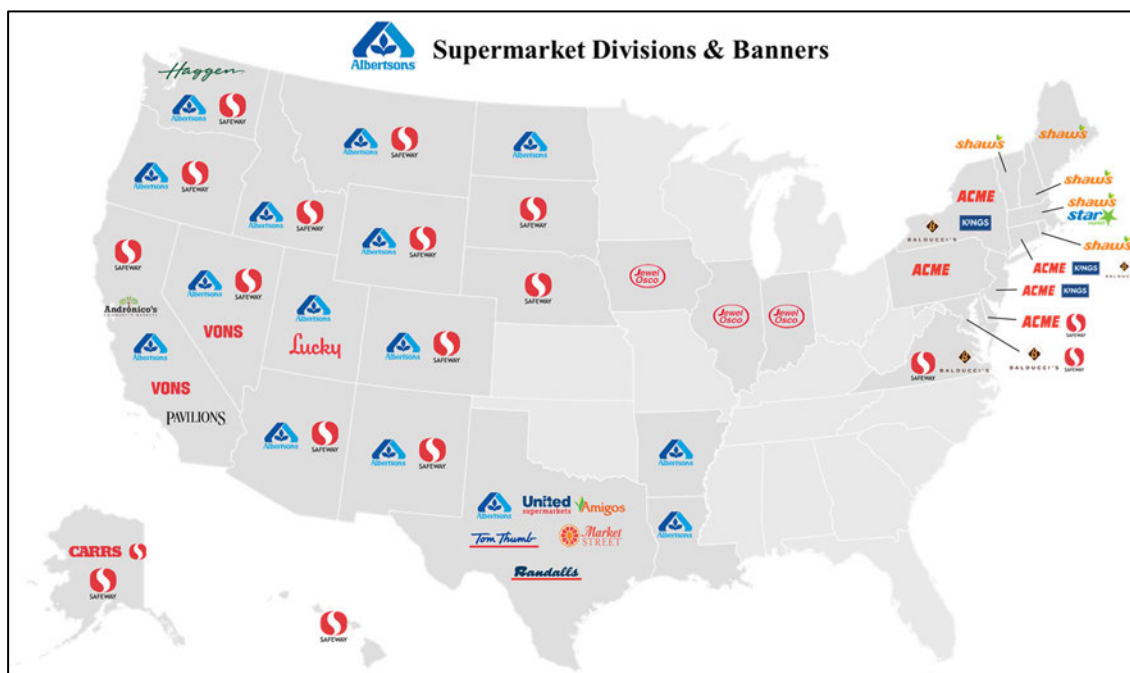 Albertsons
Supermarket Divisions & Banners
Haggen
Albertsons
SAFEWAY
Albertsons
SAFEWAY
Albertsons
shaw's
shaw's
Albertsons
SAFEWAY
ACME
shaw's
Albertsons
SAFEWAY
SAFEWAY
BALDUCCI'S
KINGS
shaw's
star
MARKET
shaw's
SAFEWAY
Albertsons
SAFEWAY
Albertsons
SAFEWAY
SAFEWAY
Jewel
Osco
ACME
ACME
KINGS
ACME
KINGS
Andronico's
Albertsons
Jewel
Osco
Jewel
Osco
ACME
SAFEWAY
Albertsons
VONS
Lucky
Albertsons
SAFEWAY
SAFEWAY
BALDUCCI'S
BALDUCCI'S
SAFEWAY
VONS
PAVILIONS
Albertsons
SAFEWAY
Albertsons
SAFEWAY
Albertsons
Albertsons
United
supermarkets
Amigos
Albertsons
Tom Thumb
Market
STREET
Randalls
CARRS
SAFEWAY
SAFEWAY